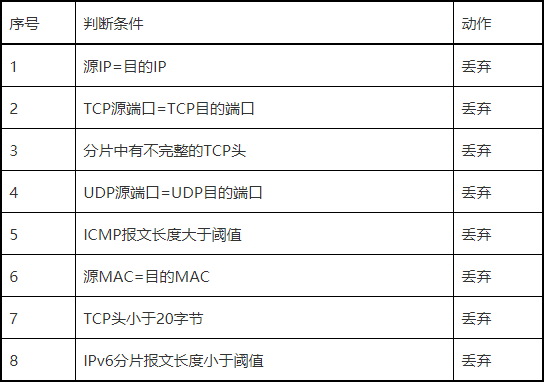 序号 判断条件 动作
1 源IP=目的IP 丢弃
2 TCP源端口=TCP目的端口 丢弃
3 分片中有不完整的TCP头 丢弃
4 UDP源端口=UDP目的端口 丢弃
5 ICMP报文长度大于阈值 丢弃
6 源MAC=目的MAC 丢弃
7 TCP头小于20字节 丢弃
8 IPv6分片报文长度小于阈值 丢弃